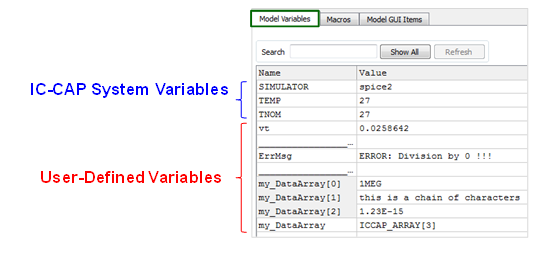 Model Variables Macros Model GUI Items
Search Show All Refresh
Name Value
IC-CAP System Variables
SIMULATOR spice2
TEMP 27
TNOM 27
User-Defined Variables
vt 0.0258642
_______________...
ErrMsg ERROR: Division by 0 !!!
_______________...
my_DataArray[0] 1MEG
my_DataArray[1] this is a chain of characters
my_DataArray[2] 1.23E-15
my_DataArray ICCAP_ARRAY[3]